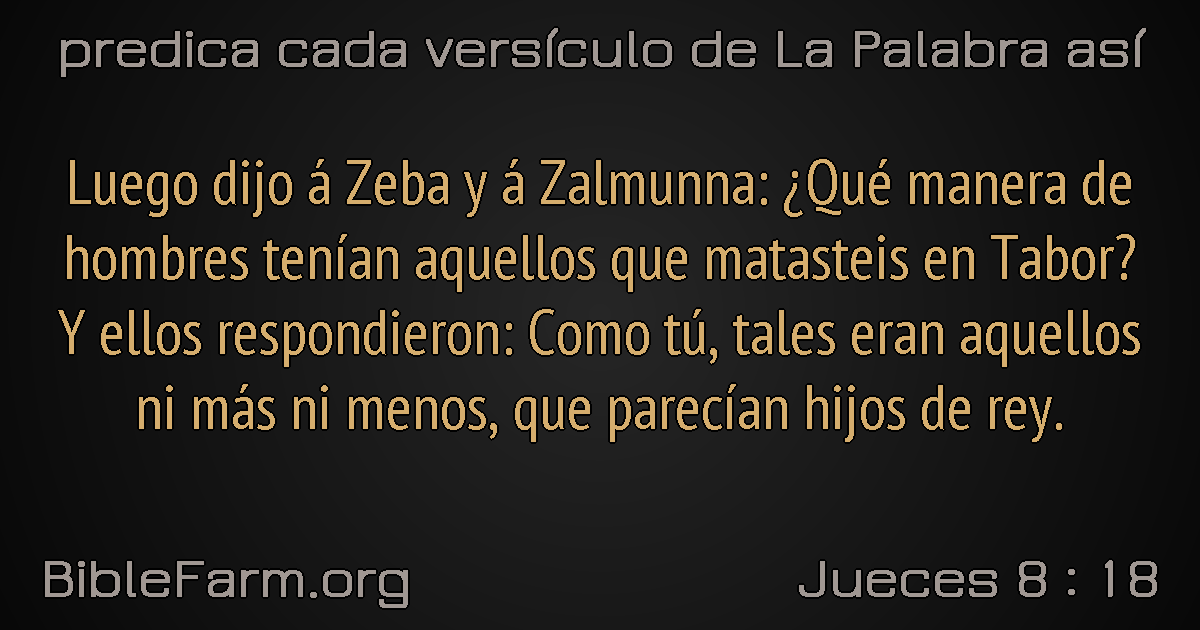 predica cada versículo de La Palabra así
Luego dijo á Zeba y á Zalmunna: ¿Qué manera de
hombres tenían aquellos que matasteis en Tabor?
Y ellos respondieron: Como tú, tales eran aquellos
ni más ni menos, que parecían hijos de rey.
BibleFarm.org
Jueces 8 : 18